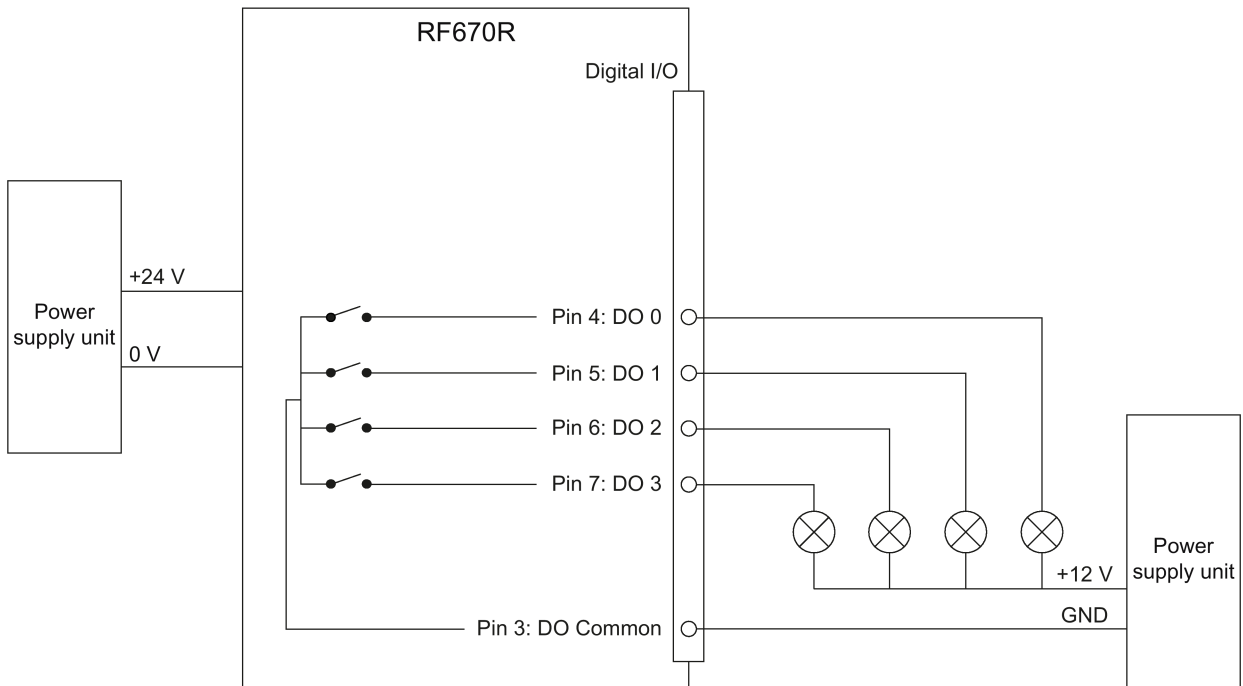 RF670R
Digital I/O
+24 V
Power
supply unit
0 V
Pin 4: DO 0
Pin 5: DO 1
Pin 6: DO 2
Pin 7: DO 3
+12 V
Power
supply unit
GND
Pin 3: DO Common